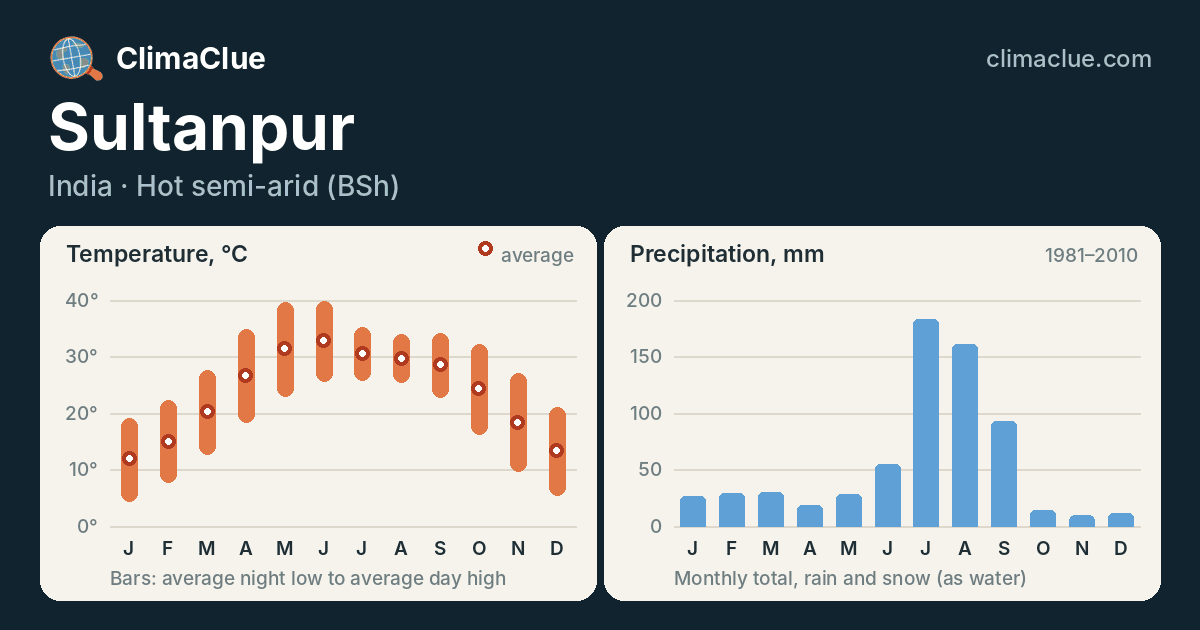 ClimaClue
climaclue.com
Sultanpur
India · Hot semi-arid (BSh)
Temperature, °C
average
40°
30°
20°
10°
0°
J F M A M J J A S O N D
Bars: average night low to average day high
Precipitation, mm
1981–2010
200
150
100
50
0
J F M A M J J A S O N D
Monthly total, rain and snow (as water)